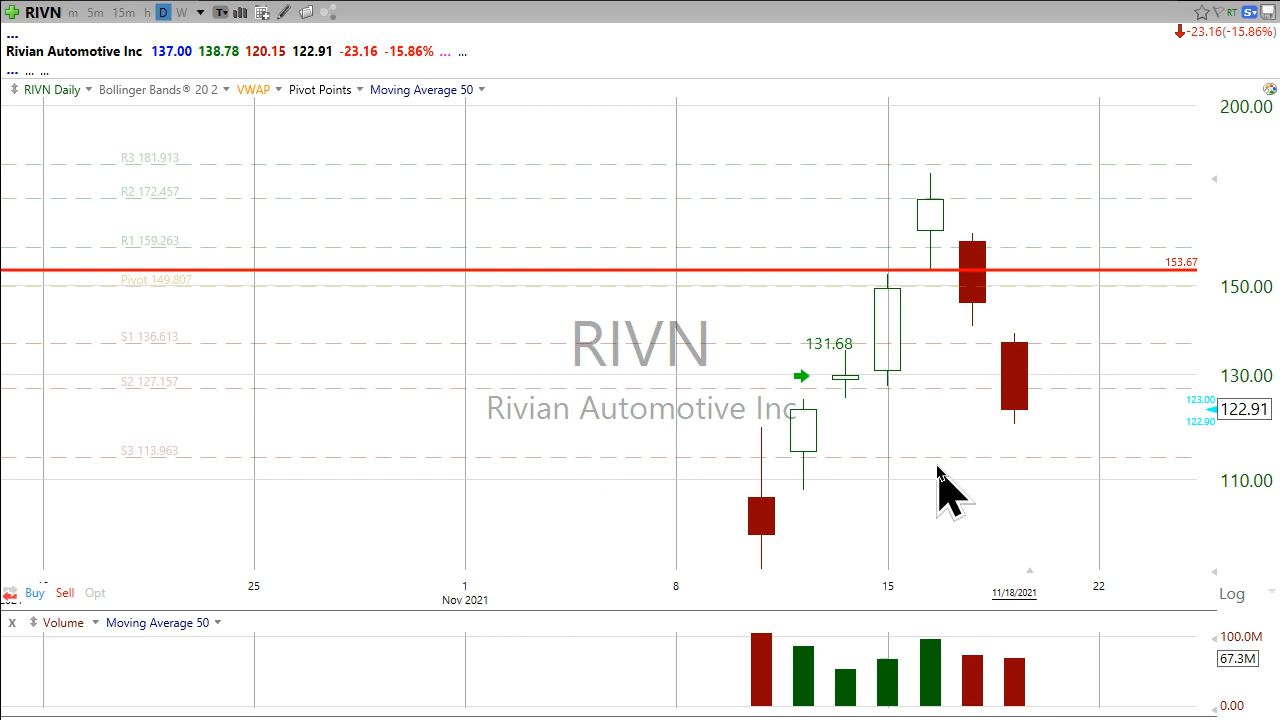 RIVN m 5m 15m h D W T RT S
-23.16(-15.86%)
...
Rivian Automotive Inc 137.00 138.78 120.15 122.91 -23.16 -15.86% ... ...
... ... ...
RIVN Daily Bollinger Bands® 20 2 VWAP Pivot Points Moving Average 50
200.00
R3 181.913
R2 172.457
R1 159.263
153.67
Pivot 149.807
150.00
S1 136.613
131.68
RIVN
130.00
S2 127.157
123.00
122.91
122.90
Rivian Automotive Inc
S3 113.963
110.00
25 1 8 15 22
Buy Sell Opt
Nov 2021
11/18/2021
Log
X Volume Moving Average 50
100.0M
67.3M
0.00